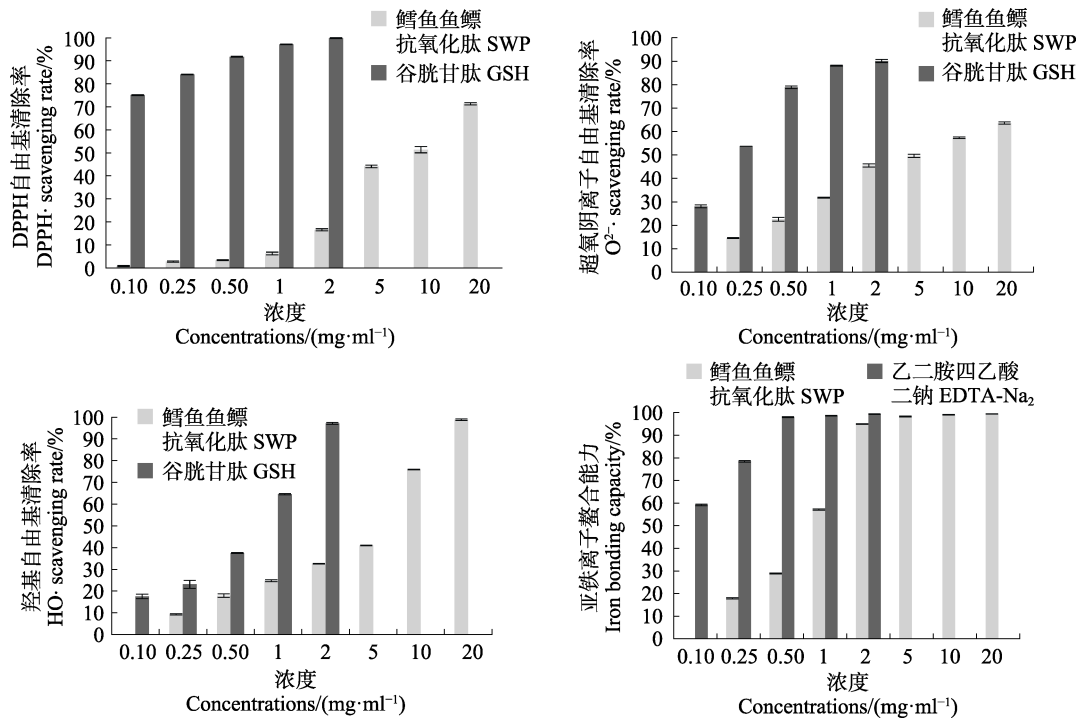 鳕鱼鱼鳔
抗氧化肽 SWP
谷胱甘肽 GSH
DPPH自由基清除率
DPPH· scavenging rate/%
100
90
80
70
60
50
40
30
20
10
0
0.10 0.25 0.50 1 2 5 10 20
浓度
Concentrations/(mg·ml⁻¹)
鳕鱼鱼鳔
抗氧化肽 SWP
谷胱甘肽 GSH
超氧阴离子自由基清除率
O²⁻· scavenging rate/%
100
90
80
70
60
50
40
30
20
10
0
0.10 0.25 0.50 1 2 5 10 20
浓度
Concentrations/(mg·ml⁻¹)
鳕鱼鱼鳔
抗氧化肽 SWP
谷胱甘肽 GSH
羟基自由基清除率
HO· scavenging rate/%
100
90
80
70
60
50
40
30
20
10
0
0.10 0.25 0.50 1 2 5 10 20
浓度
Concentrations/(mg·ml⁻¹)
鳕鱼鱼鳔
抗氧化肽 SWP
乙二胺四乙酸
二钠 EDTA-Na₂
亚铁离子螯合能力
Iron bonding capacity/%
100
90
80
70
60
50
40
30
20
10
0
0.10 0.25 0.50 1 2 5 10 20
浓度
Concentrations/(mg·ml⁻¹)